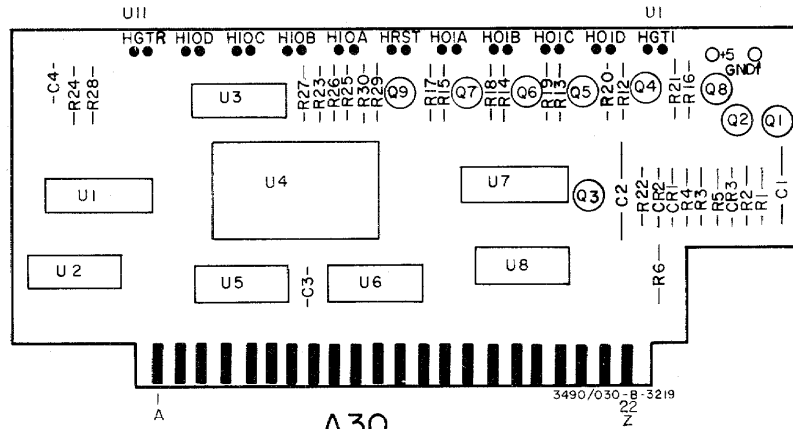 U11 U1
HGTR HIOD HIOC HIOB HIOA HRST HOIA HOIB HOIC HOID HGTI
+5
GND1
C4 R24 R28 U3 R27 R23 R26 R25 R30 R29 Q9 R17 R15 Q7 R18 R14 Q6 R19 R13 Q5 R20 R12 Q4 R21 R16 Q8
Q2 Q1
U1 U4 U7 Q3 C2 R22 CR2 CR1 R4 R3 R5 CR3 R2 R1 C1
U2 U5 C3 U6 U8 R6
3490/030-B-3219
A 22
Z
A30